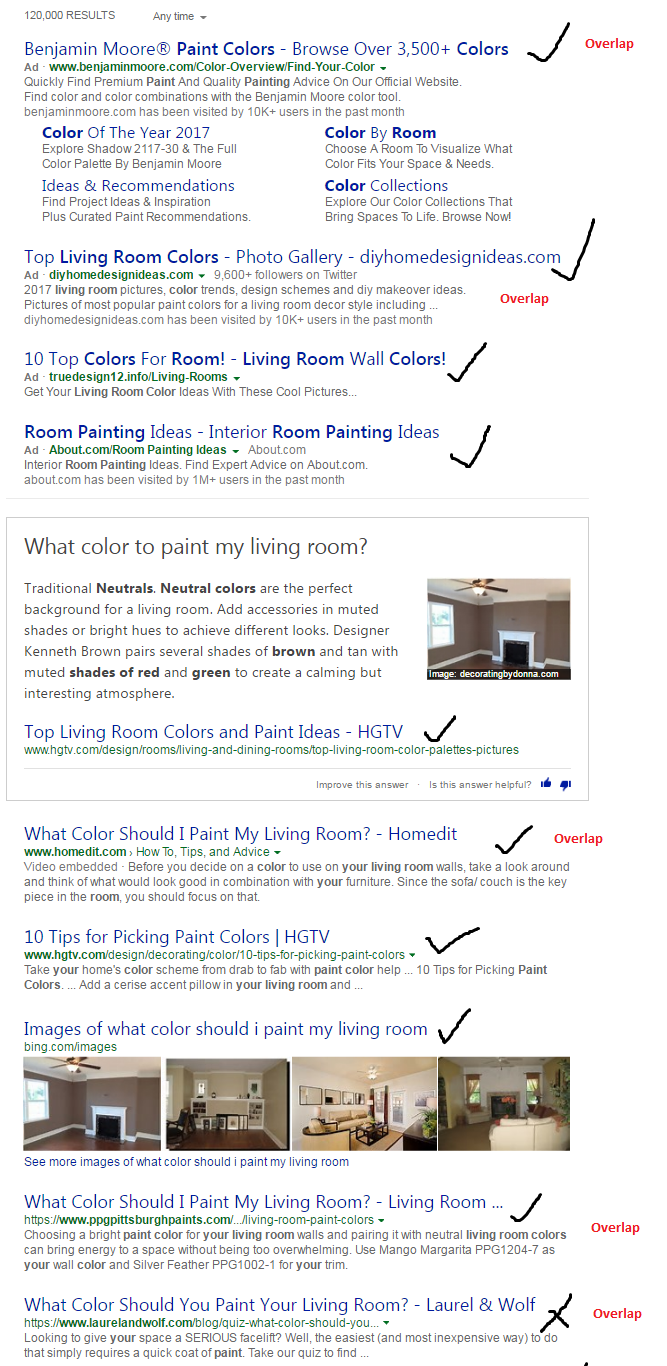 120,000 RESULTS Any time
Benjamin Moore® Paint Colors - Browse Over 3,500+ Colors
Overlap
Ad · www.benjaminmoore.com/Color-Overview/Find-Your-Color
Quickly Find Premium Paint And Quality Painting Advice On Our Official Website.
Find color and color combinations with the Benjamin Moore color tool.
benjaminmoore.com has been visited by 10K+ users in the past month
Color Of The Year 2017
Explore Shadow 2117-30 & The Full
Color Palette By Benjamin Moore
Color By Room
Choose A Room To Visualize What
Color Fits Your Space & Needs.
Ideas & Recommendations
Find Project Ideas & Inspiration
Plus Curated Paint Recommendations.
Color Collections
Explore Our Color Collections That
Bring Spaces To Life. Browse Now!
Top Living Room Colors - Photo Gallery - diyhomedesignideas.com
Ad · diyhomedesignideas.com 9,600+ followers on Twitter
2017 living room pictures, color trends, design schemes and diy makeover ideas.
Overlap
Pictures of most popular paint colors for a living room decor style including ...
diyhomedesignideas.com has been visited by 10K+ users in the past month
10 Top Colors For Room! - Living Room Wall Colors!
Ad · truedesign12.info/Living-Rooms
Get Your Living Room Color Ideas With These Cool Pictures...
Room Painting Ideas - Interior Room Painting Ideas
Ad · About.com/Room Painting Ideas About.com
Interior Room Painting Ideas. Find Expert Advice on About.com.
about.com has been visited by 1M+ users in the past month
What color to paint my living room?
Traditional Neutrals. Neutral colors are the perfect
background for a living room. Add accessories in muted
shades or bright hues to achieve different looks. Designer
Kenneth Brown pairs several shades of brown and tan with
muted shades of red and green to create a calming but
interesting atmosphere.
Image: decoratingbydonna.com
Top Living Room Colors and Paint Ideas - HGTV
www.hgtv.com/design/rooms/living-and-dining-rooms/top-living-room-color-palettes-pictures
Improve this answer · Is this answer helpful?
What Color Should I Paint My Living Room? - Homedit
Overlap
www.homedit.com › How To, Tips, and Advice
Video embedded · Before you decide on a color to use on your living room walls, take a look around
and think of what would look good in combination with your furniture. Since the sofa/ couch is the key
piece in the room, you should focus on that.
10 Tips for Picking Paint Colors | HGTV
www.hgtv.com/design/decorating/color/10-tips-for-picking-paint-colors
Take your home's color scheme from drab to fab with paint color help ... 10 Tips for Picking Paint
Colors. ... Add a cerise accent pillow in your living room and ...
Images of what color should i paint my living room
bing.com/images
See more images of what color should i paint my living room
What Color Should I Paint My Living Room? - Living Room ...
https://www.ppgpittsburghpaints.com/.../living-room-paint-colors
Overlap
Choosing a bright paint color for your living room walls and pairing it with neutral living room colors
can bring energy to a space without being too overwhelming. Use Mango Margarita PPG1204-7 as
your wall color and Silver Feather PPG1002-1 for your trim.
What Color Should You Paint Your Living Room? - Laurel & Wolf
Overlap
https://www.laurelandwolf.com/blog/quiz-what-color-should-you...
Looking to give your space a SERIOUS facelift? Well, the easiest (and most inexpensive way) to do
that simply requires a quick coat of paint. Take our quiz to find ...